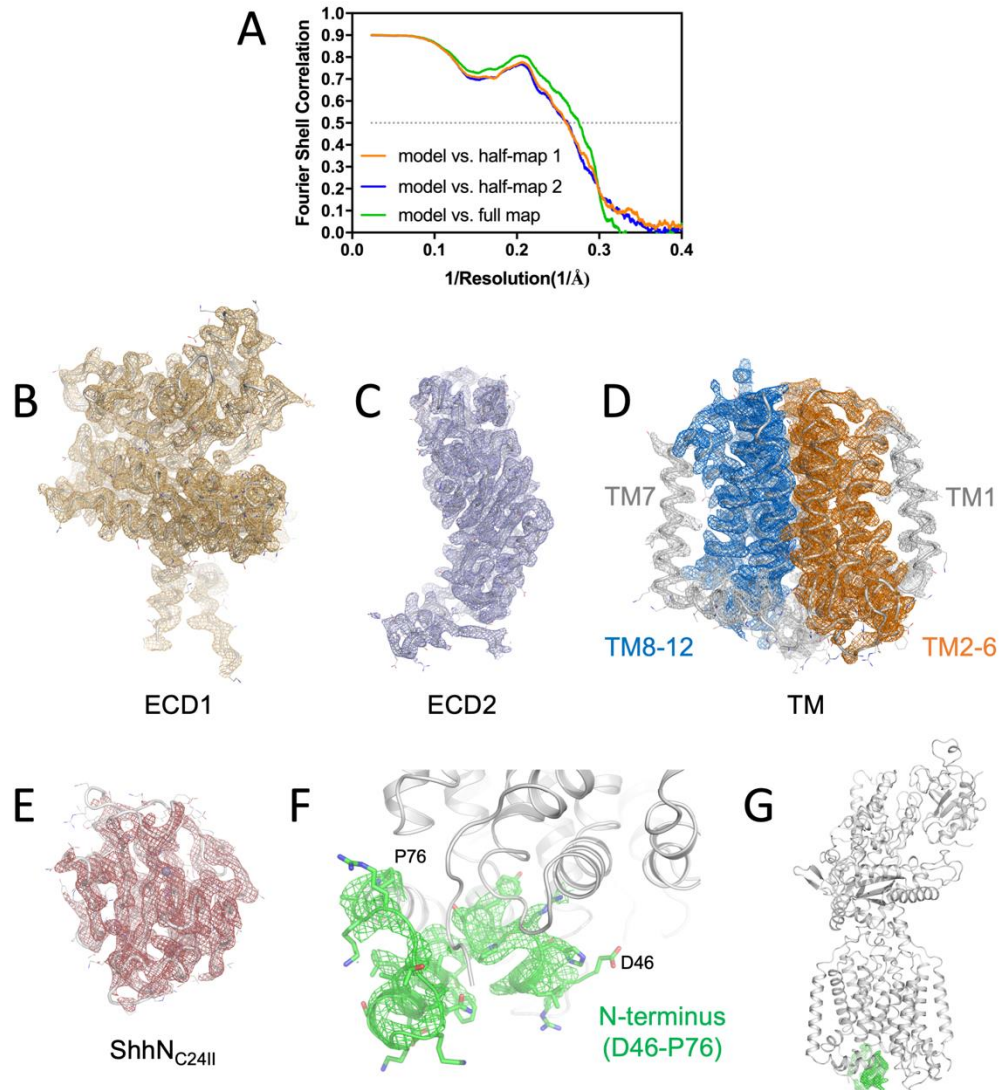 A
Fourier Shell Correlation
1.0
0.9
0.8
0.7
0.6
0.5
0.4
0.3
0.2
0.1
0.0
model vs. half-map 1
model vs. half-map 2
model vs. full map
0.0 0.1 0.2 0.3 0.4
1/Resolution(1/Å)
B
ECD1
C
ECD2
D
TM7
TM1
TM8-12
TM2-6
TM
E
ShhN C24II
F
P76
D46
N-terminus
(D46-P76)
G